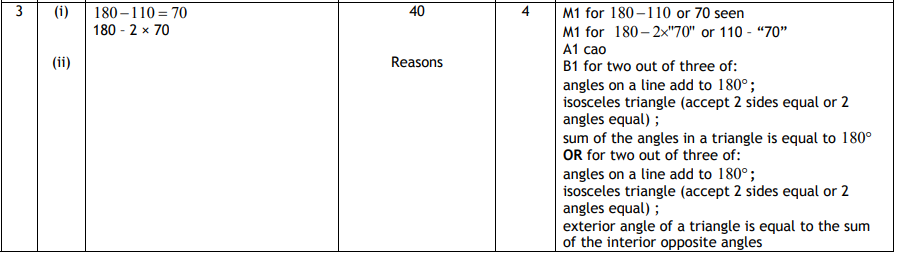 3 (i) 180 – 110 = 70 40 4 M1 for 180 – 110 or 70 seen
180 - 2 × 70 M1 for 180 – 2×"70" or 110 - “70”
A1 cao
(ii) Reasons B1 for two out of three of:
angles on a line add to 180°;
isosceles triangle (accept 2 sides equal or 2
angles equal) ;
sum of the angles in a triangle is equal to 180°
OR for two out of three of:
angles on a line add to 180°;
isosceles triangle (accept 2 sides equal or 2
angles equal) ;
exterior angle of a triangle is equal to the sum
of the interior opposite angles